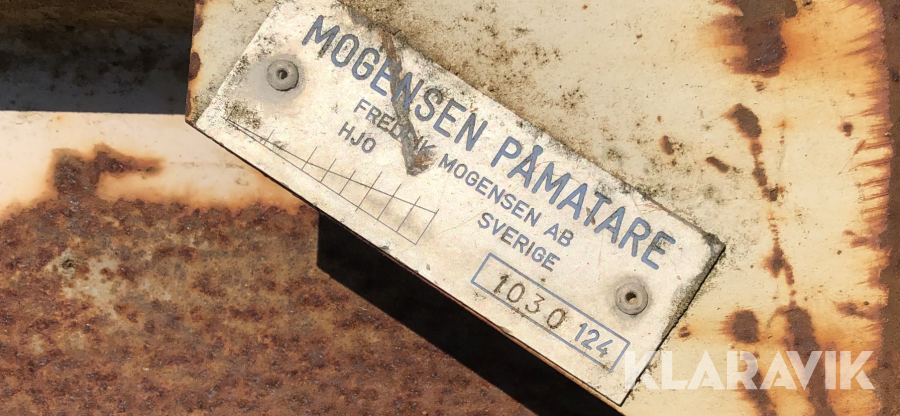 MOGENSEN PÅMATARE
FREDRIK MOGENSEN AB
HJO SVERIGE
1030 124
KLARAVIK